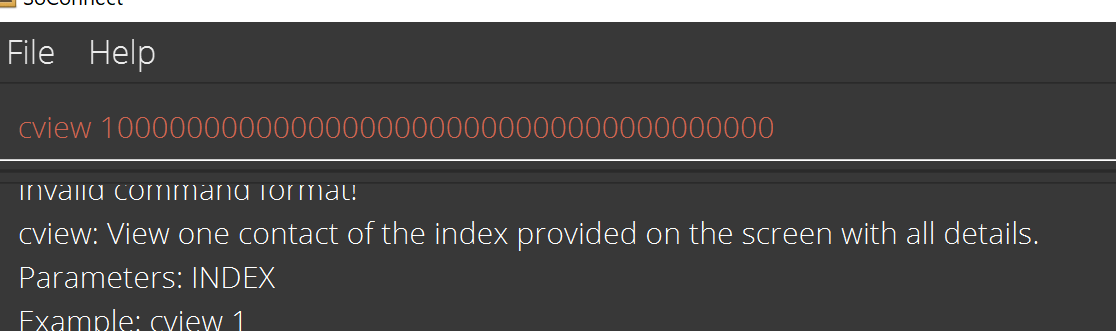 SoConnect
File Help
cview 1000000000000000000000000000000000000
Invalid command format!
cview: View one contact of the index provided on the screen with all details.
Parameters: INDEX
Example: cview 1